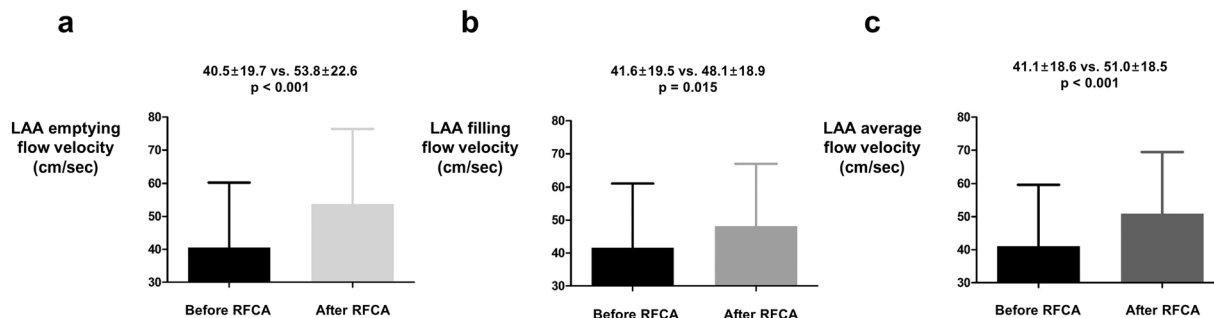 a
40.5±19.7 vs. 53.8±22.6
p < 0.001
LAA emptying
flow velocity
(cm/sec)
80
70
60
50
40
30
Before RFCA
After RFCA
b
41.6±19.5 vs. 48.1±18.9
p = 0.015
LAA filling
flow velocity
(cm/sec)
80
70
60
50
40
30
Before RFCA
After RFCA
c
41.1±18.6 vs. 51.0±18.5
p < 0.001
LAA average
flow velocity
(cm/sec)
80
70
60
50
40
30
Before RFCA
After RFCA